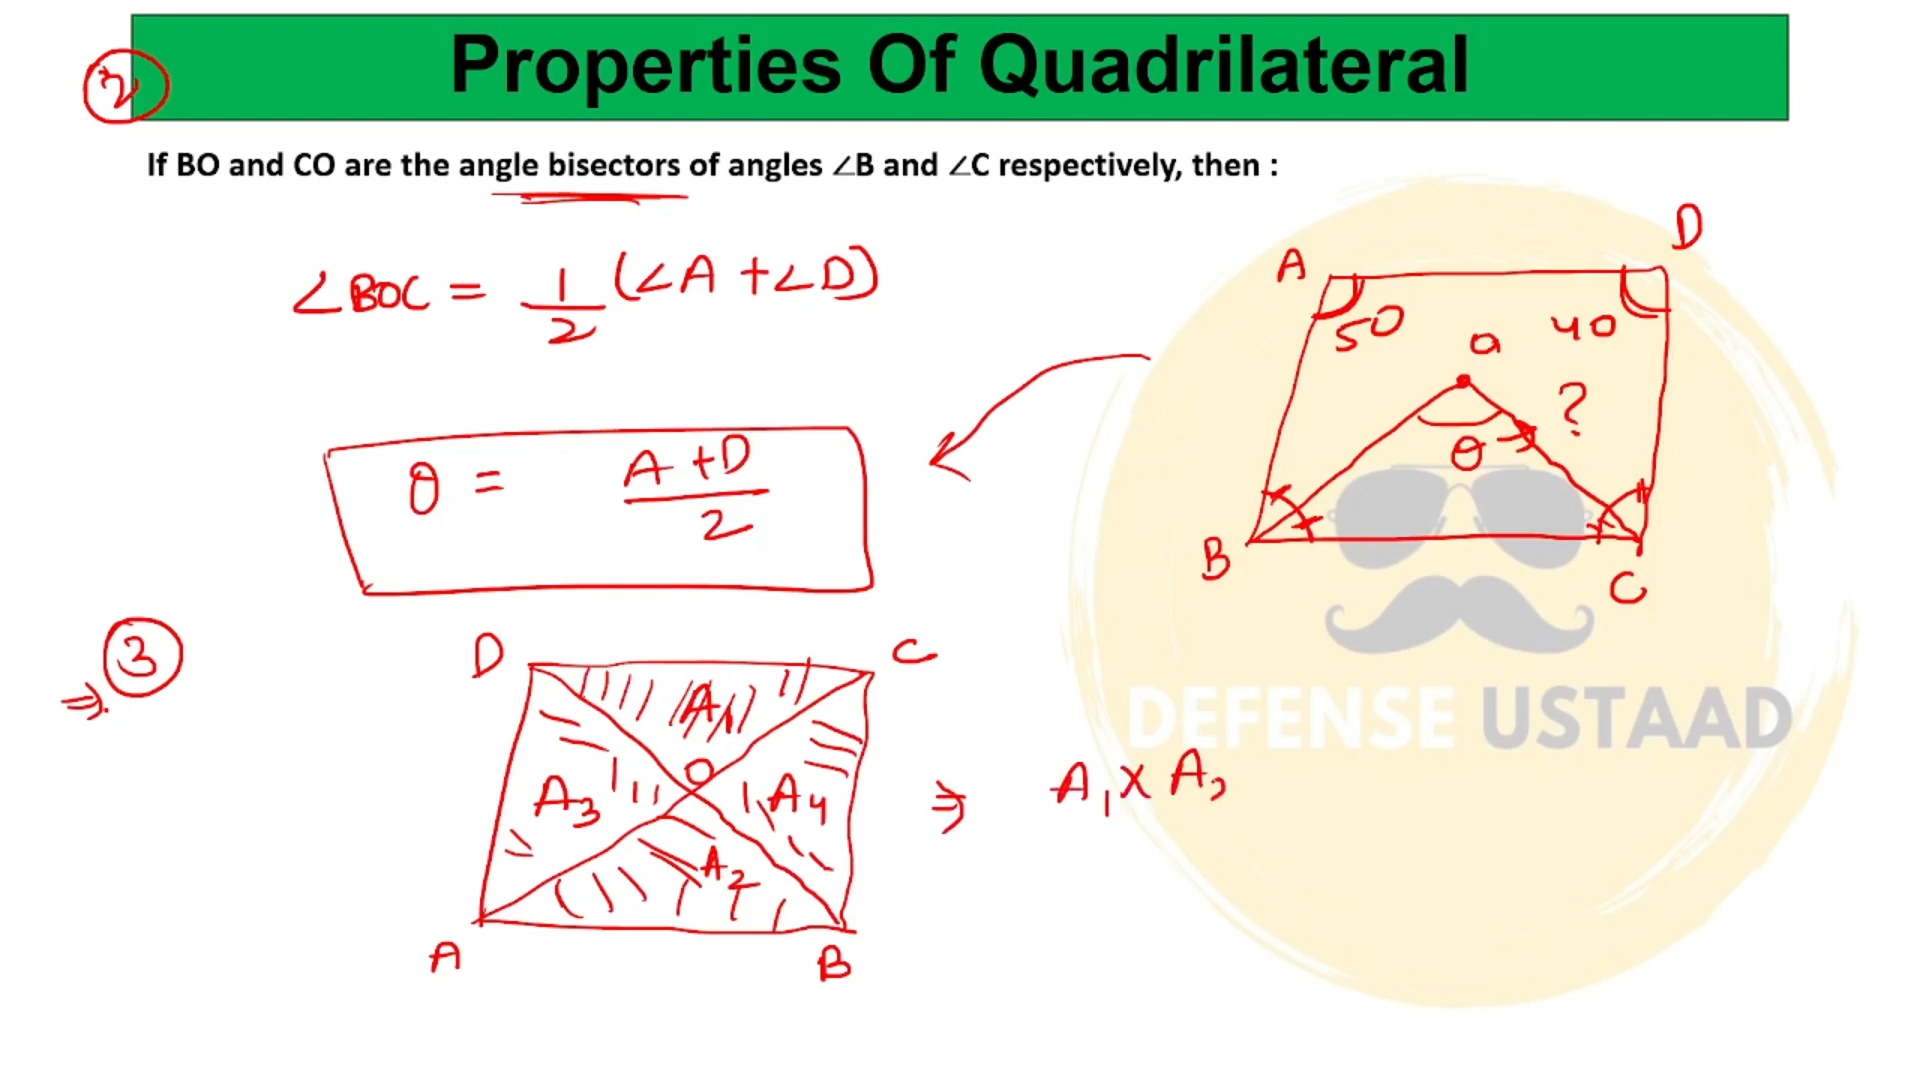 2
Properties Of Quadrilateral
If BO and CO are the angle bisectors of angles ∠B and ∠C respectively, then :
∠BOC = 1/2 (∠A + ∠D)
A D
50 40
O
?
θ
B C
θ = A+D/2
3
D C
A1
O
A3 A4
⇒ A1 x A2
A2
A B
DEFENSE USTAAD